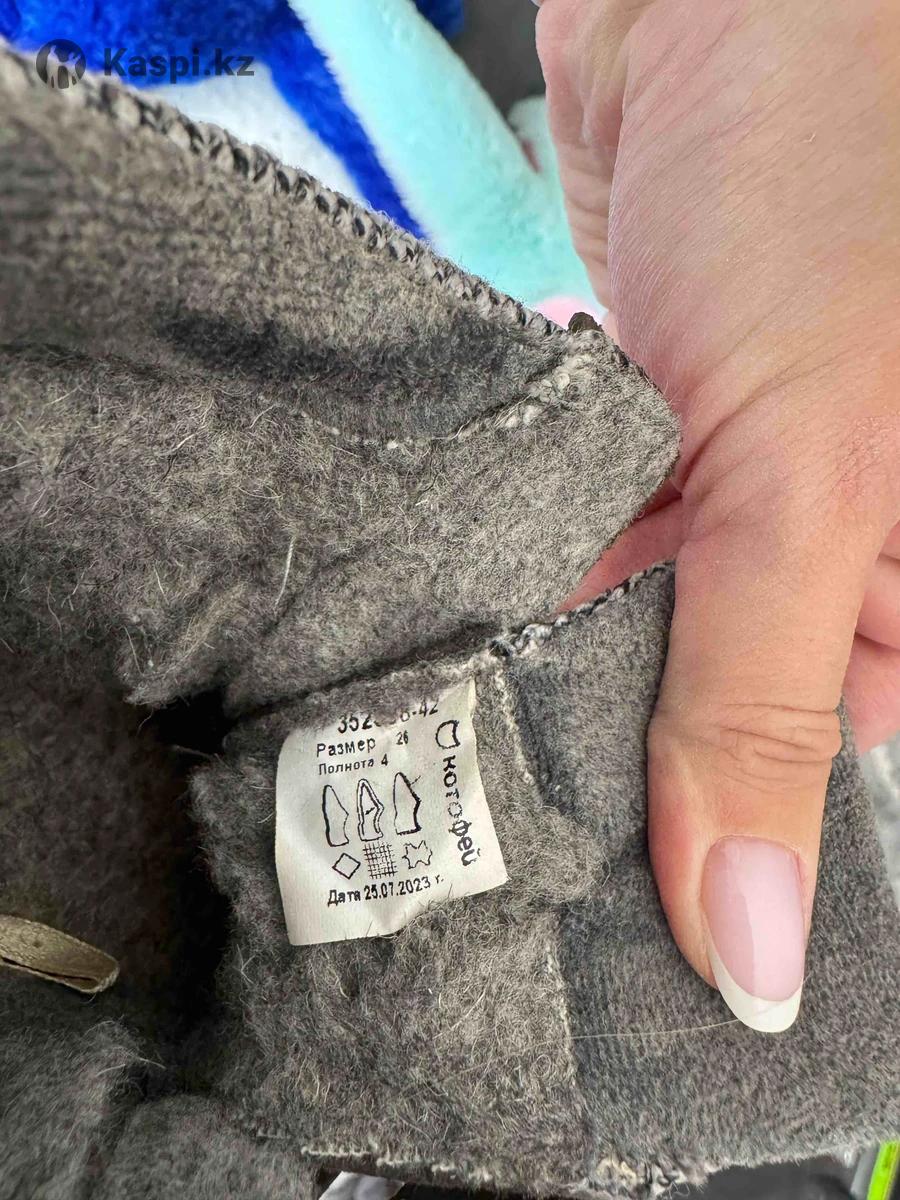 Kaspi.kz
Размер 26
Полнота 4
котофей
Дата 25.07.2023 г.